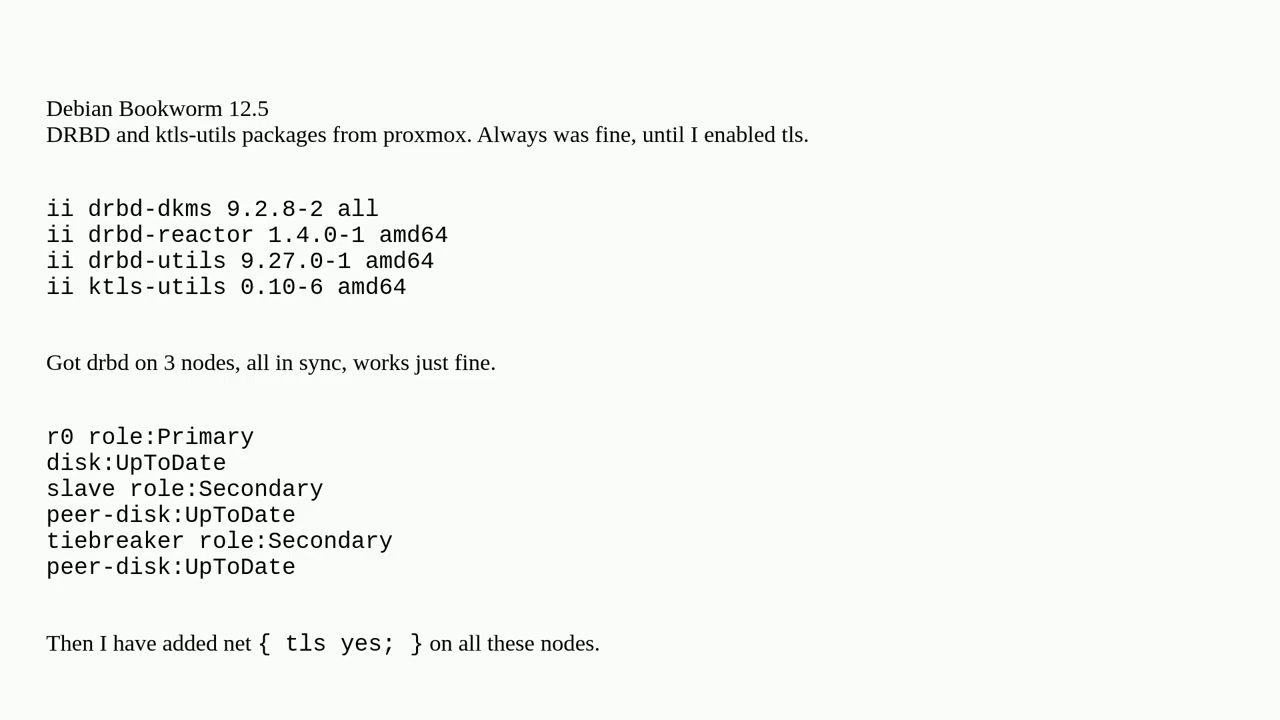 Debian Bookworm 12.5
DRBD and ktls-utils packages from proxmox. Always was fine, until I enabled tls.
ii drbd-dkms 9.2.8-2 all
ii drbd-reactor 1.4.0-1 amd64
ii drbd-utils 9.27.0-1 amd64
ii ktls-utils 0.10-6 amd64
Got drbd on 3 nodes, all in sync, works just fine.
r0 role:Primary
disk:UpToDate
slave role:Secondary
peer-disk:UpToDate
tiebreaker role:Secondary
peer-disk:UpToDate
Then I have added net { tls yes; } on all these nodes.